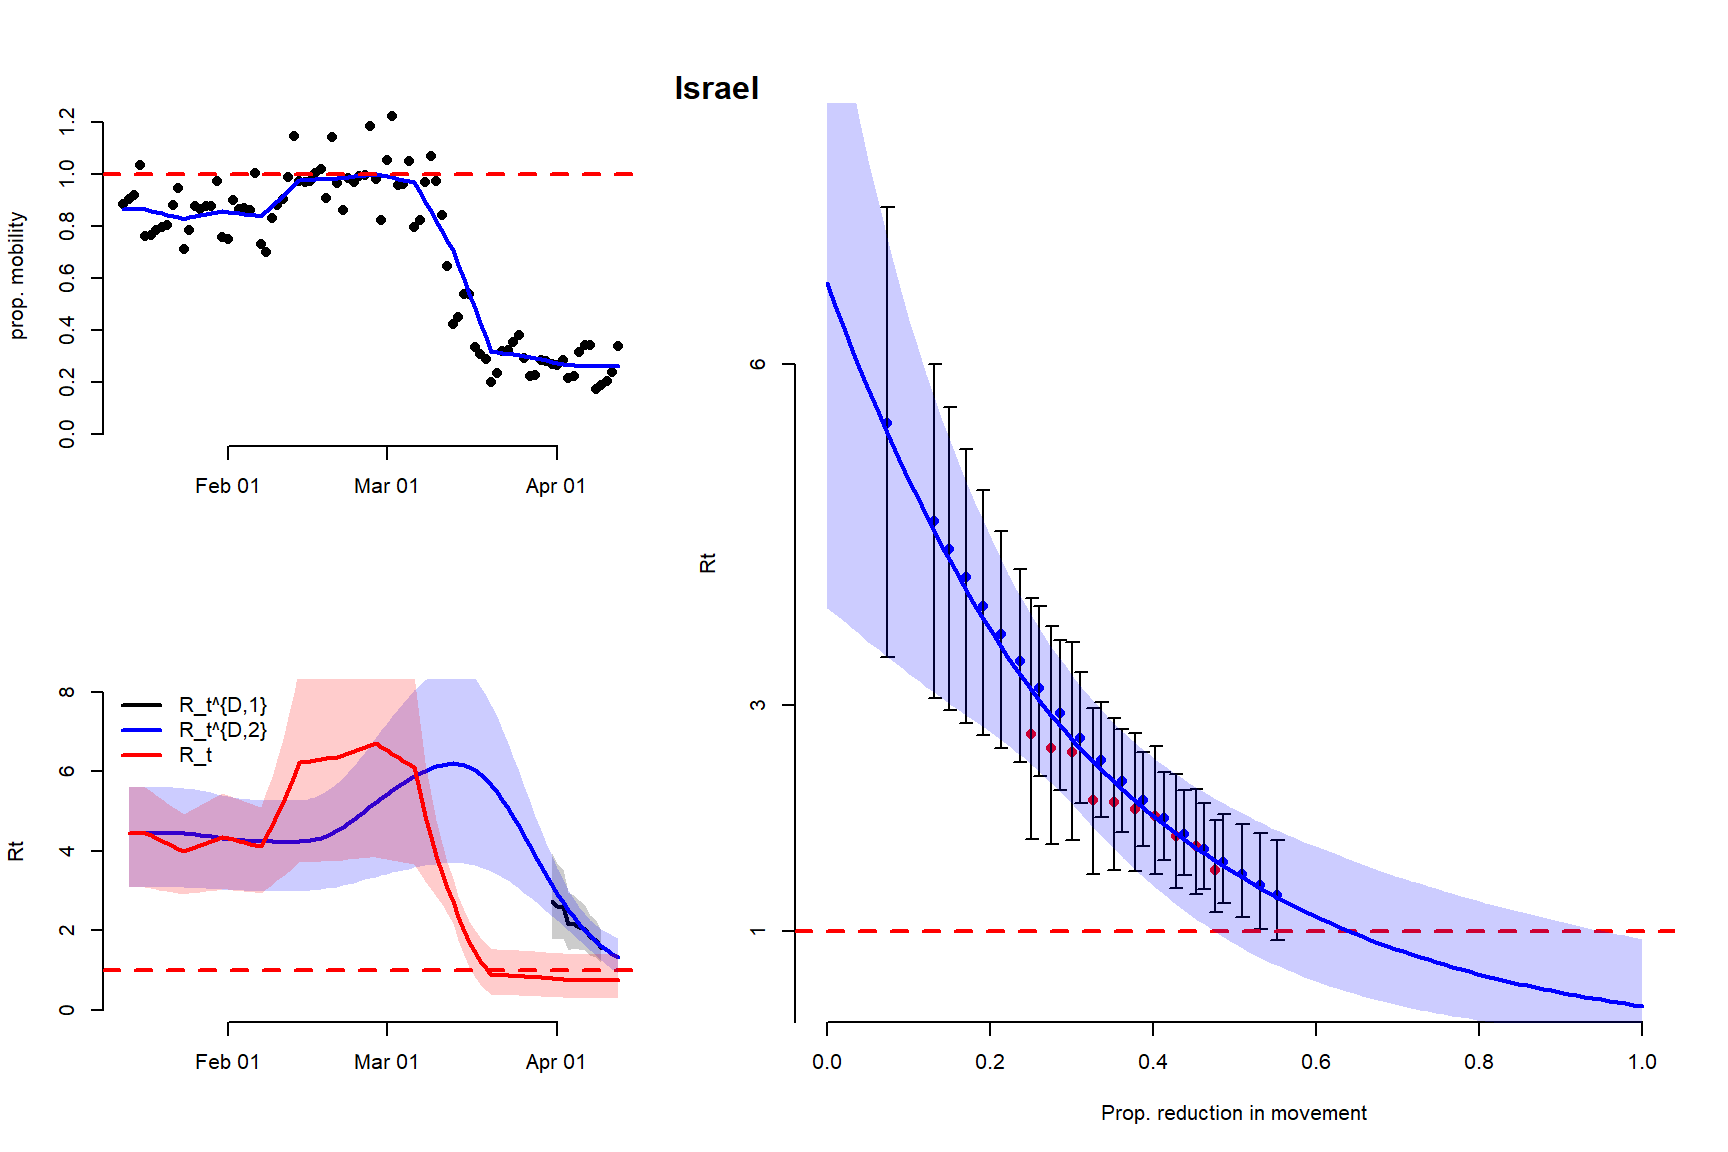 Israel
prop. mobility
0.0 0.2 0.4 0.6 0.8 1.0 1.2
Feb 01 Mar 01 Apr 01
Rt
0 2 4 6 8
R_t^{D,1}
R_t^{D,2}
R_t
Feb 01 Mar 01 Apr 01
Rt
1 3 6
0.0 0.2 0.4 0.6 0.8 1.0
Prop. reduction in movement